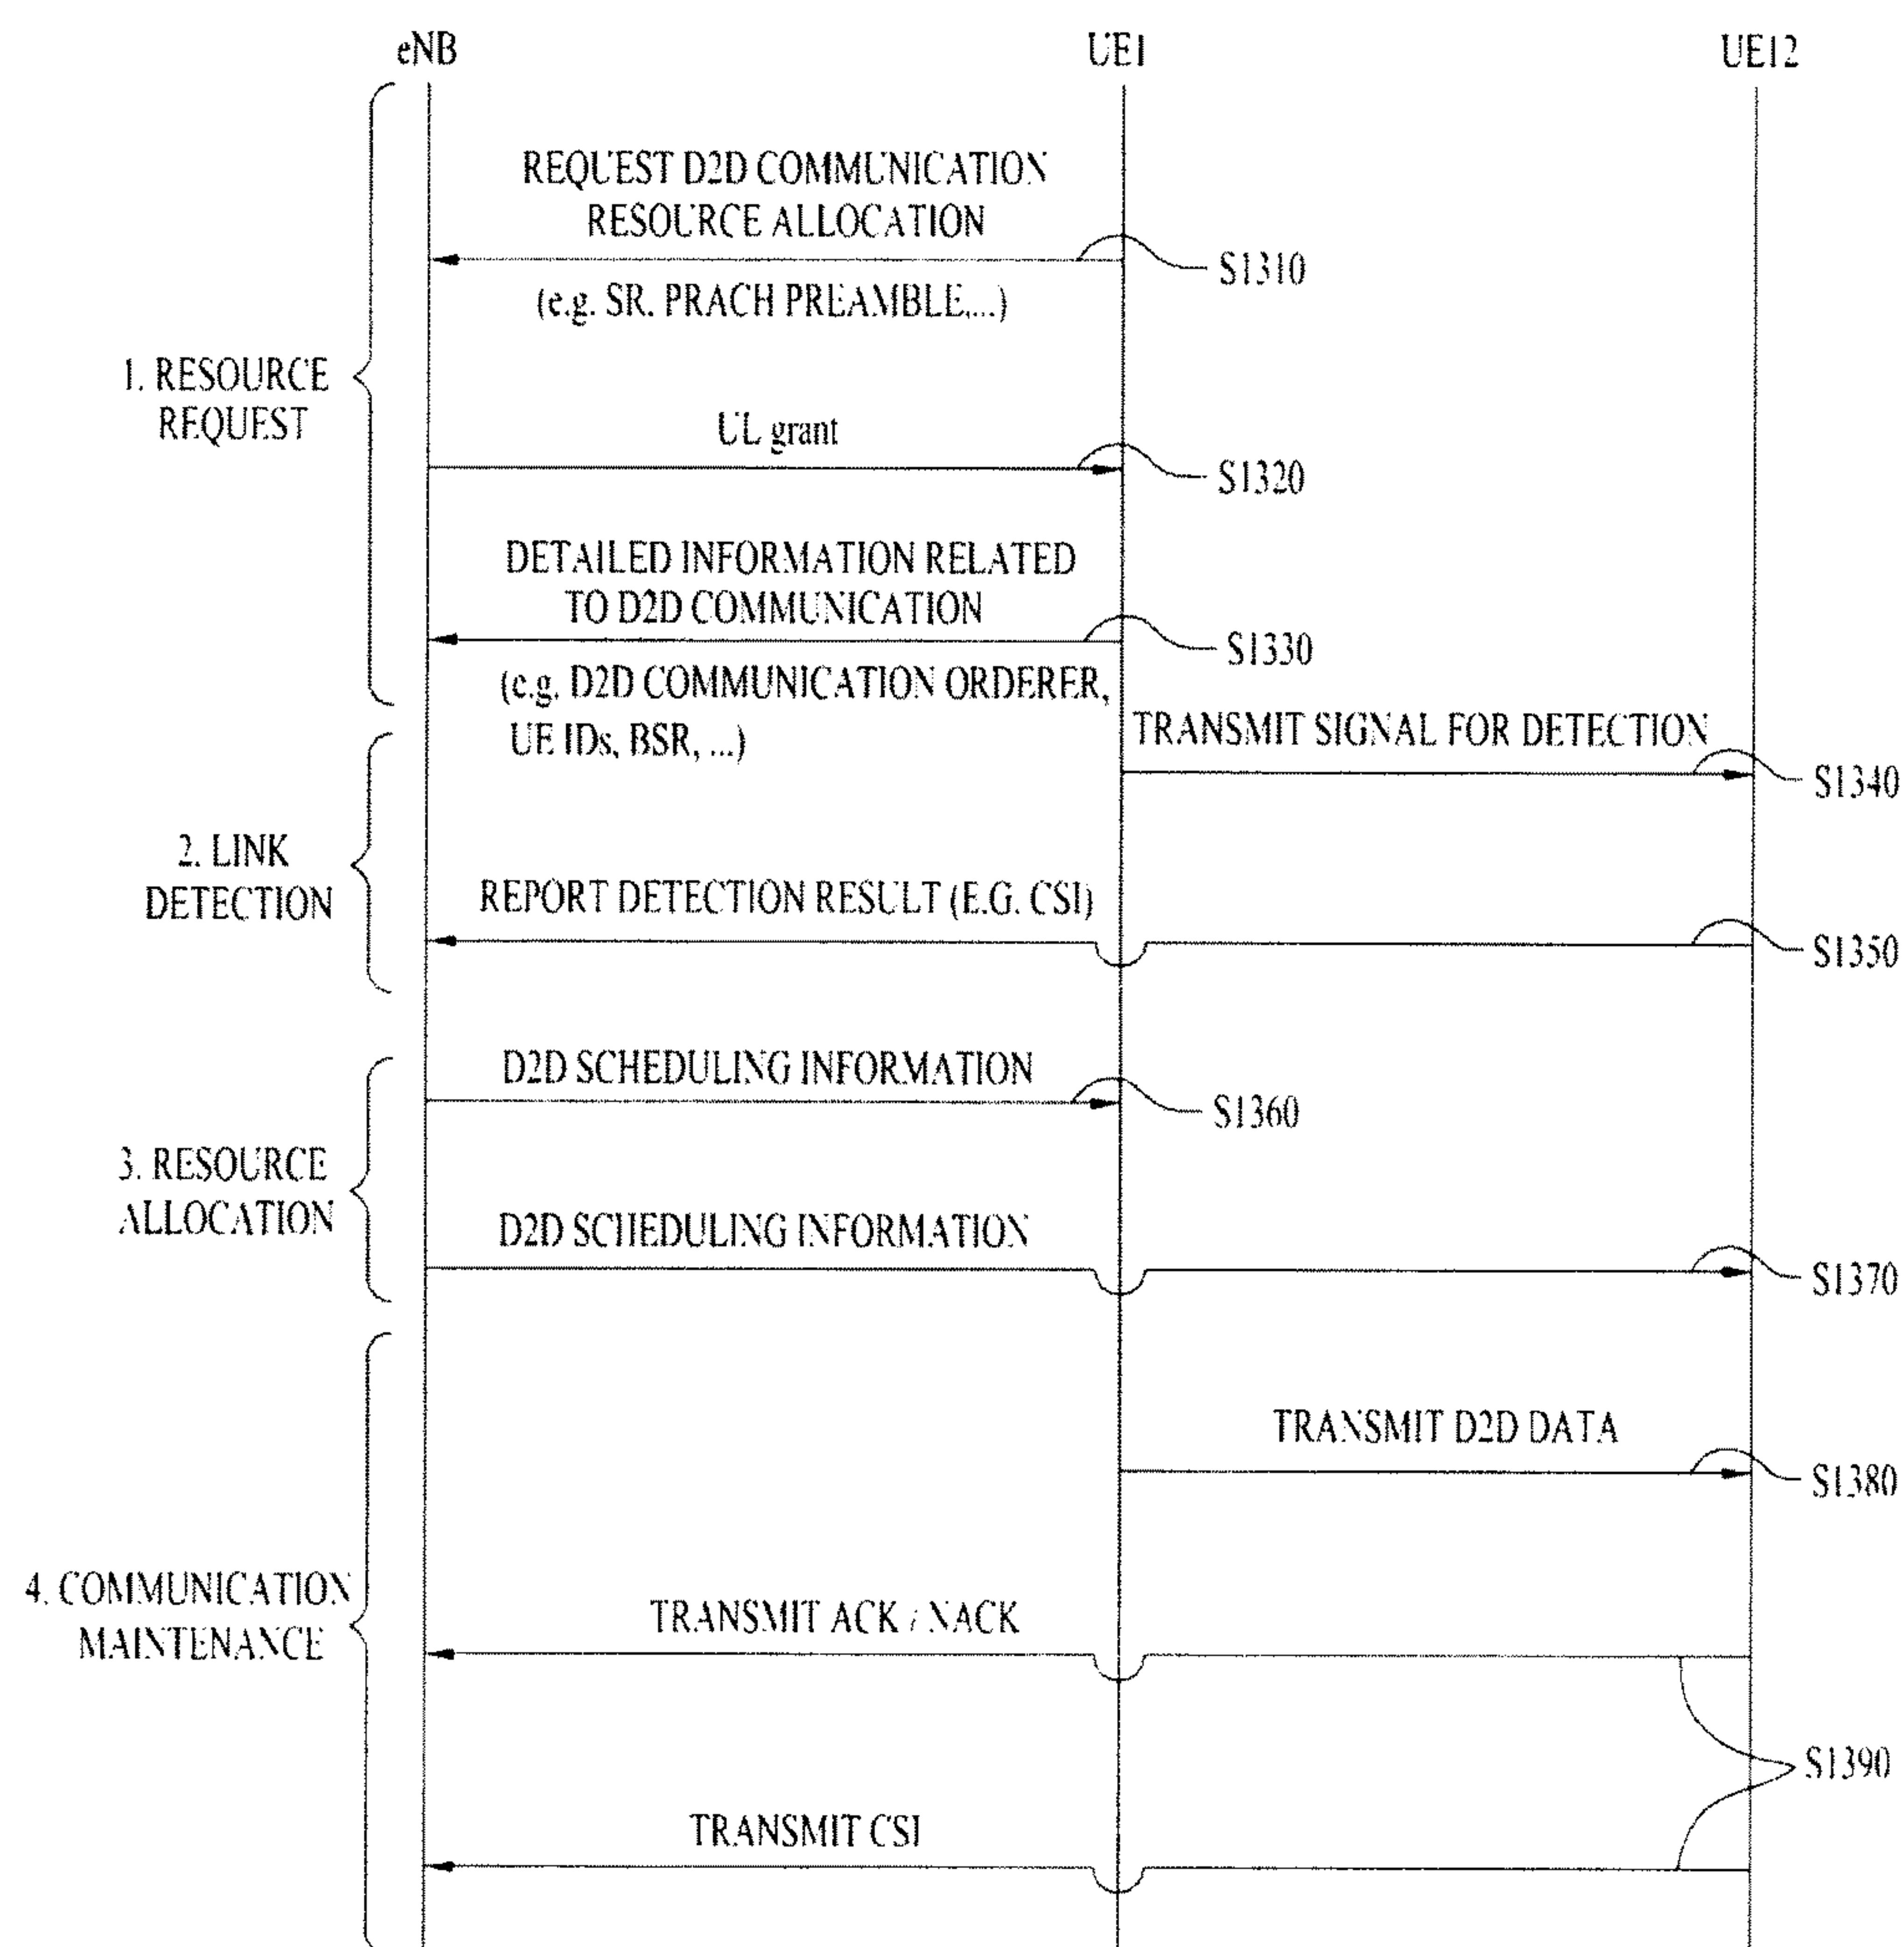 eNB
UE1
UE12
REQUEST D2D COMMUNICATION
RESOURCE ALLOCATION
S1310
(e.g. SR, PRACH PREAMBLE,...)
1. RESOURCE
REQUEST
UL grant
S1320
DETAILED INFORMATION RELATED
TO D2D COMMUNICATION
S1330
(e.g. D2D COMMUNICATION ORDERER,
UE IDs, BSR, ...)
TRANSMIT SIGNAL FOR DETECTION
S1340
2. LINK
DETECTION
REPORT DETECTION RESULT (E.G. CSI)
S1350
D2D SCHEDULING INFORMATION
S1360
3. RESOURCE
ALLOCATION
D2D SCHEDULING INFORMATION
S1370
TRANSMIT D2D DATA
S1380
4. COMMUNICATION
MAINTENANCE
TRANSMIT ACK / NACK
S1390
TRANSMIT CSI